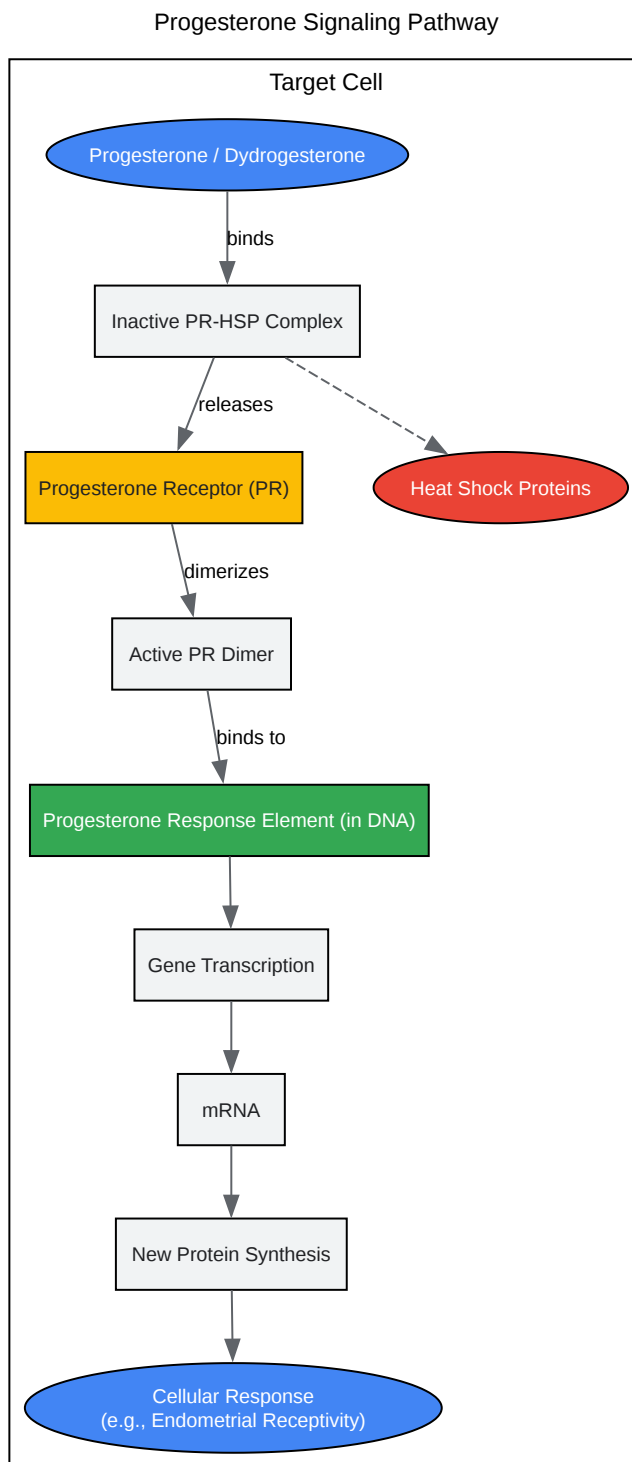 Progesterone Signaling Pathway
Target Cell
Progesterone / Dydrogesterone
binds
Inactive PR-HSP Complex
releases
Progesterone Receptor (PR)
Heat Shock Proteins
dimerizes
Active PR Dimer
binds to
Progesterone Response Element (in DNA)
Gene Transcription
mRNA
New Protein Synthesis
Cellular Response
(e.g., Endometrial Receptivity)